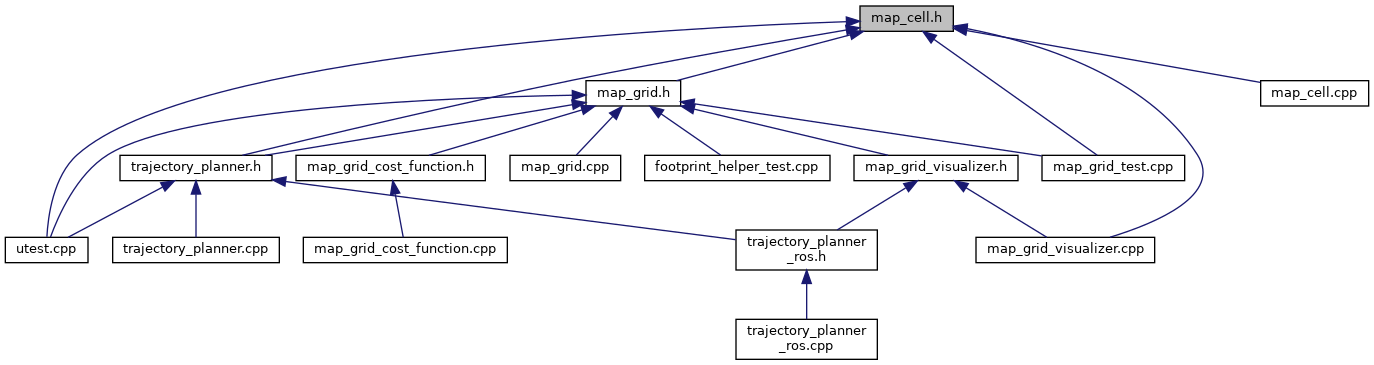 map_cell.h
map_grid.h
map_cell.cpp
trajectory_planner.h
map_grid_cost_function.h
map_grid.cpp
footprint_helper_test.cpp
map_grid_visualizer.h
map_grid_test.cpp
utest.cpp
trajectory_planner.cpp
map_grid_cost_function.cpp
trajectory_planner
_ros.h
map_grid_visualizer.cpp
trajectory_planner
_ros.cpp